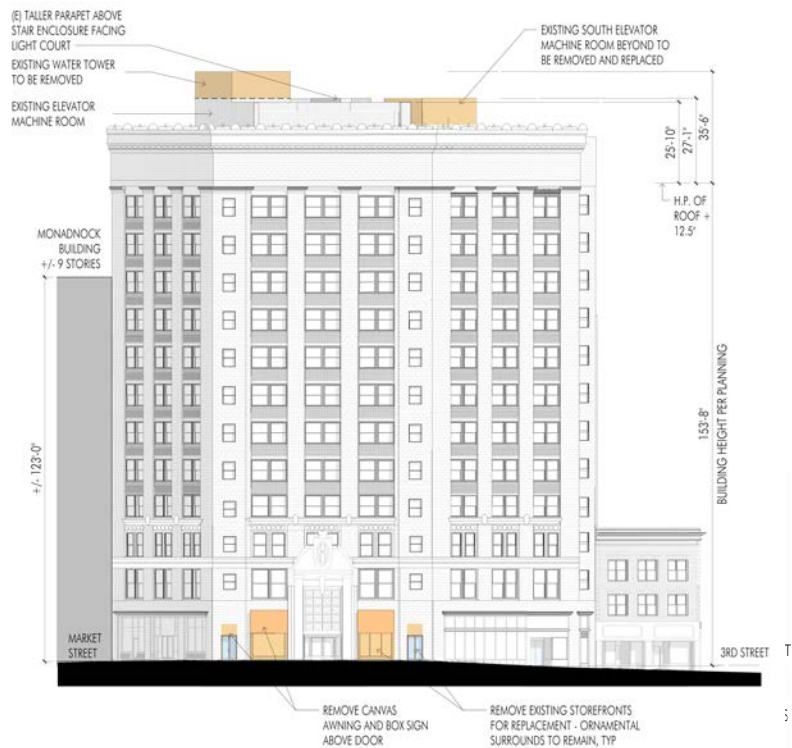 (E) TALLER PARAPET ABOVE
STAIR ENCLOSURE FACING
LIGHT COURT
EXISTING WATER TOWER
TO BE REMOVED
EXISTING ELEVATOR
MACHINE ROOM
EXISTING SOUTH ELEVATOR
MACHINE ROOM BEYOND TO
BE REMOVED AND REPLACED
25'-10"
27'-1"
35'-6"
H.P. OF
ROOF +
12.5'
MONADNOCK
BUILDING
+/- 9 STORIES
+/- 123'-0"
153'-8"
BUILDING HEIGHT PER PLANNING
MARKET
STREET
3RD STREET
T
REMOVE CANVAS
AWNING AND BOX SIGN
ABOVE DOOR
REMOVE EXISTING STOREFRONTS
FOR REPLACEMENT - ORNAMENTAL
SURROUNDS TO REMAIN, TYP